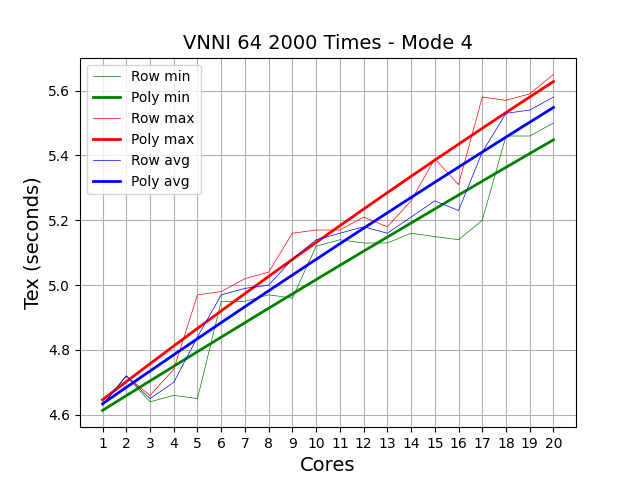 VNNI 64 2000 Times - Mode 4
Row min
Poly min
Row max
Poly max
Row avg
Poly avg
Tex (seconds)
5.6
5.4
5.2
5.0
4.8
4.6
1 2 3 4 5 6 7 8 9 10 11 12 13 14 15 16 17 18 19 20
Cores